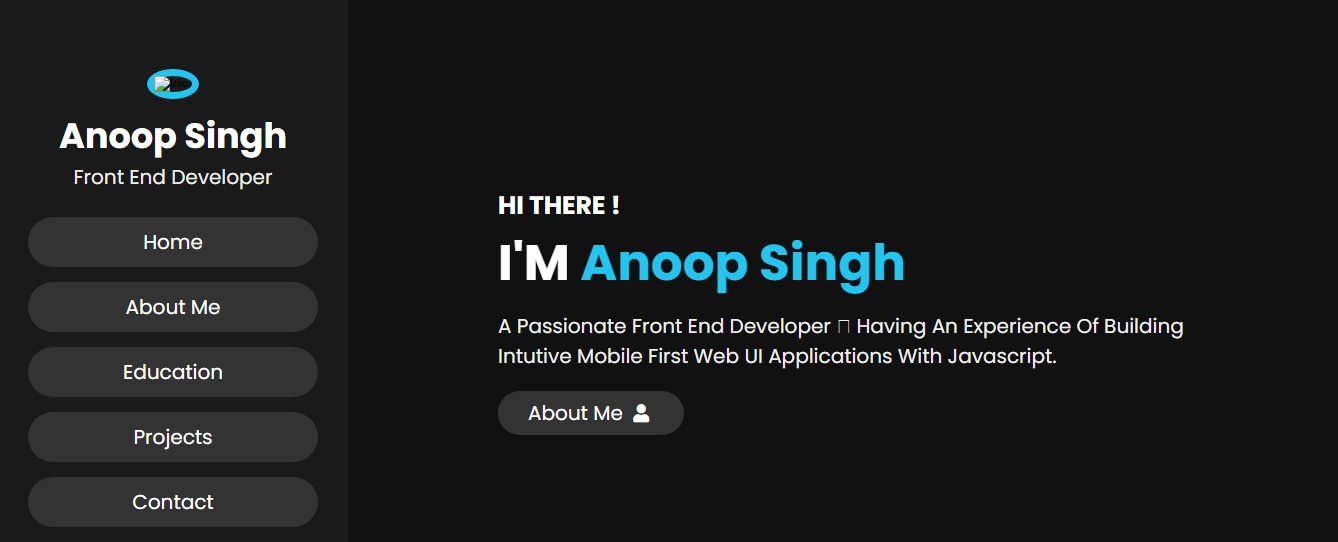 Anoop Singh
Front End Developer
Home
About Me
Education
Projects
Contact
HI THERE !
I'M Anoop Singh
A Passionate Front End Developer Having An Experience Of Building
Intutive Mobile First Web UI Applications With Javascript.
About Me